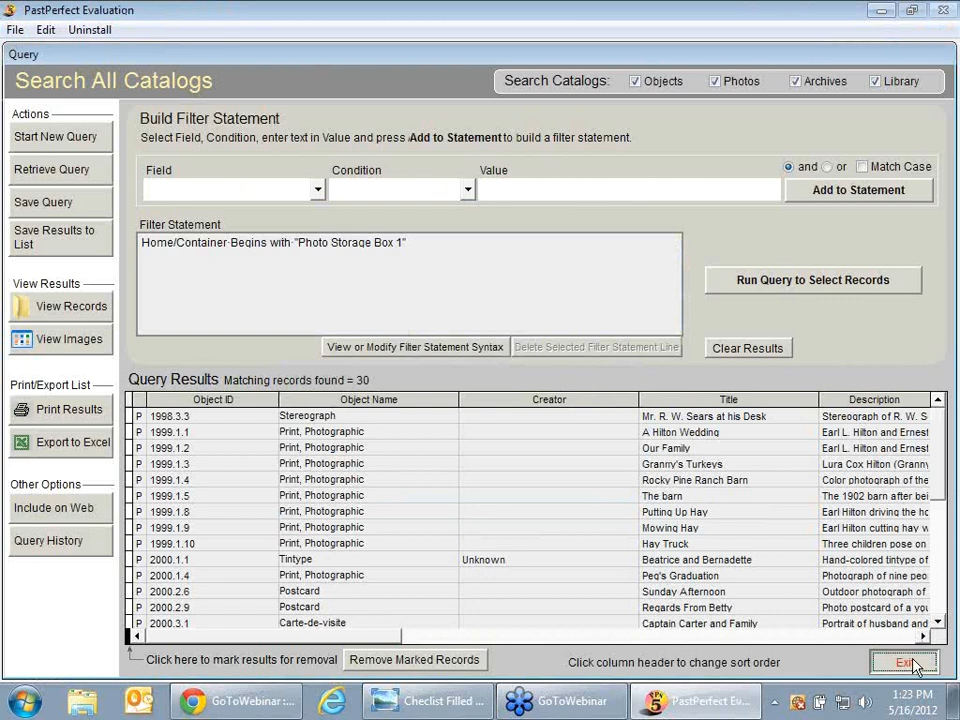 PastPerfect Evaluation
File Edit Uninstall
Query
Search All Catalogs
Search Catalogs: Objects Photos Archives Library
Actions
Start New Query
Retrieve Query
Save Query
Save Results to
List
View Results
View Records
View Images
Print/Export List
Print Results
Export to Excel
Other Options
Include on Web
Query History
Build Filter Statement
Select Field, Condition, enter text in Value and press Add to Statement to build a filter statement.
Field Condition Value
and or Match Case
Add to Statement
Filter Statement
Home/Container Begins with "Photo Storage Box 1"
Run Query to Select Records
View or Modify Filter Statement Syntax Delete Selected Filter Statement Line
Clear Results
Query Results Matching records found = 30
Object ID Object Name Creator Title Description
P 1998.3.3 Stereograph Mr. R. W. Sears at his Desk Stereograph of R. W. S
P 1999.1.1 Print, Photographic A Hilton Wedding Earl L. Hilton and Ernest
P 1999.1.2 Print, Photographic Our Family Earl L. Hilton and Ernest
P 1999.1.3 Print, Photographic Granny's Turkeys Lura Cox Hilton (Granny
P 1999.1.4 Print, Photographic Rocky Pine Ranch Barn Color photograph of the
P 1999.1.5 Print, Photographic The barn The 1902 barn after bei
P 1999.1.8 Print, Photographic Putting Up Hay Earl Hilton driving the ho
P 1999.1.9 Print, Photographic Mowing Hay Earl Hilton cutting hay w
P 1999.1.10 Print, Photographic Hay Truck Three children pose on
P 2000.1.1 Tintype Unknown Beatrice and Bernadette Hand-colored tintype of
P 2000.1.4 Print, Photographic Peg's Graduation Photograph of nine peo
P 2000.2.6 Postcard Sunday Afternoon Outdoor photograph of
P 2000.2.9 Postcard Regards From Betty Photo postcard of a you
P 2000.3.1 Carte-de-visite Captain Carter and Family Portrait of husband and
Click here to mark results for removal Remove Marked Records Click column header to change sort order Exit
GoToWebinar :... Checlist Filled ... GoToWebinar PastPerfect Evaluati...
1:23 PM
5/16/2012